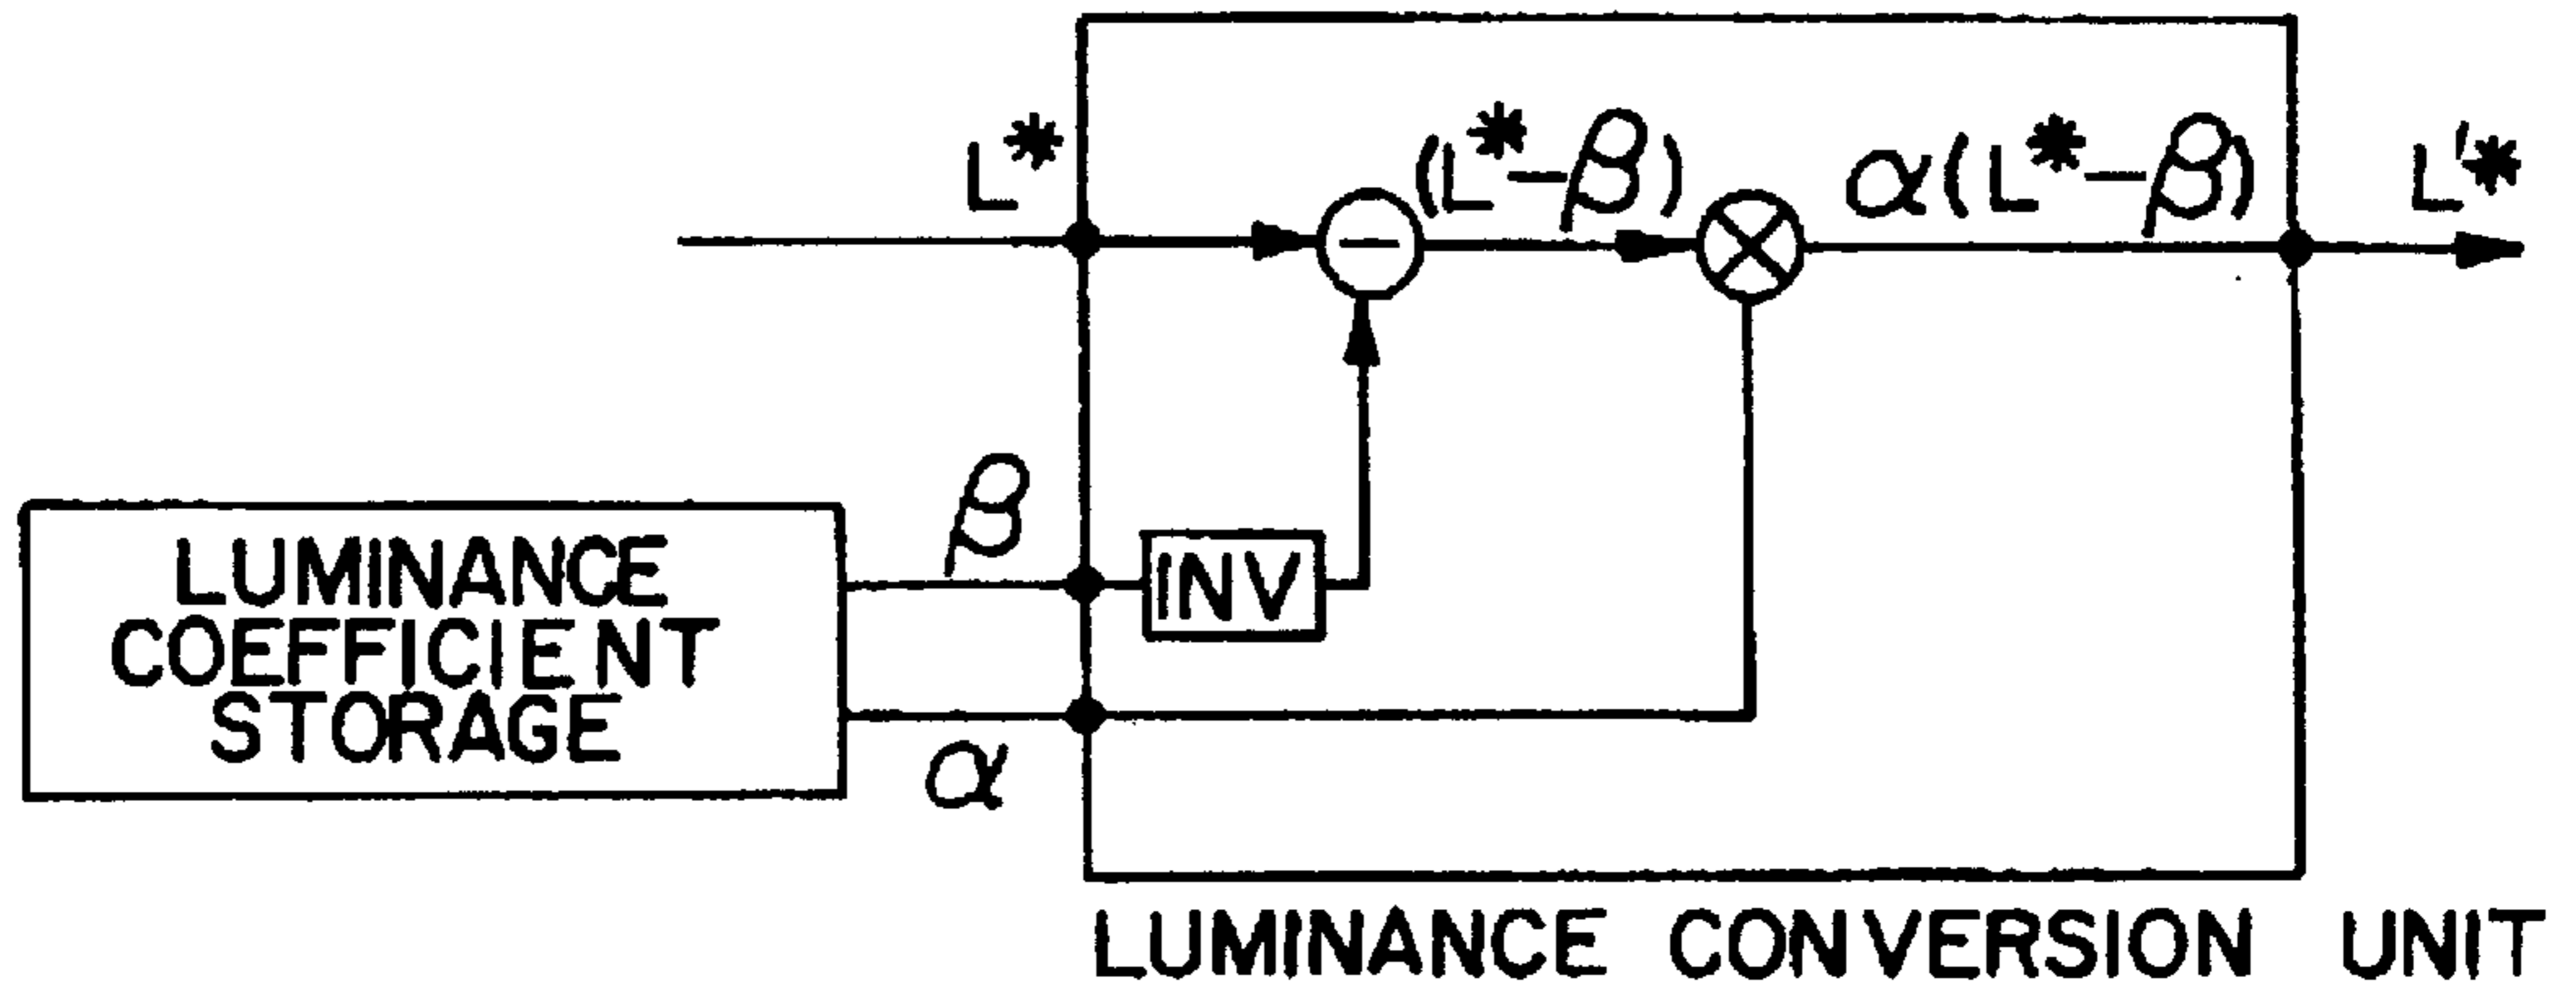 L*
(L*-β)
α(L*-β)
L'*
−
β
INV
LUMINANCE
COEFFICIENT
STORAGE
α
LUMINANCE CONVERSION UNIT